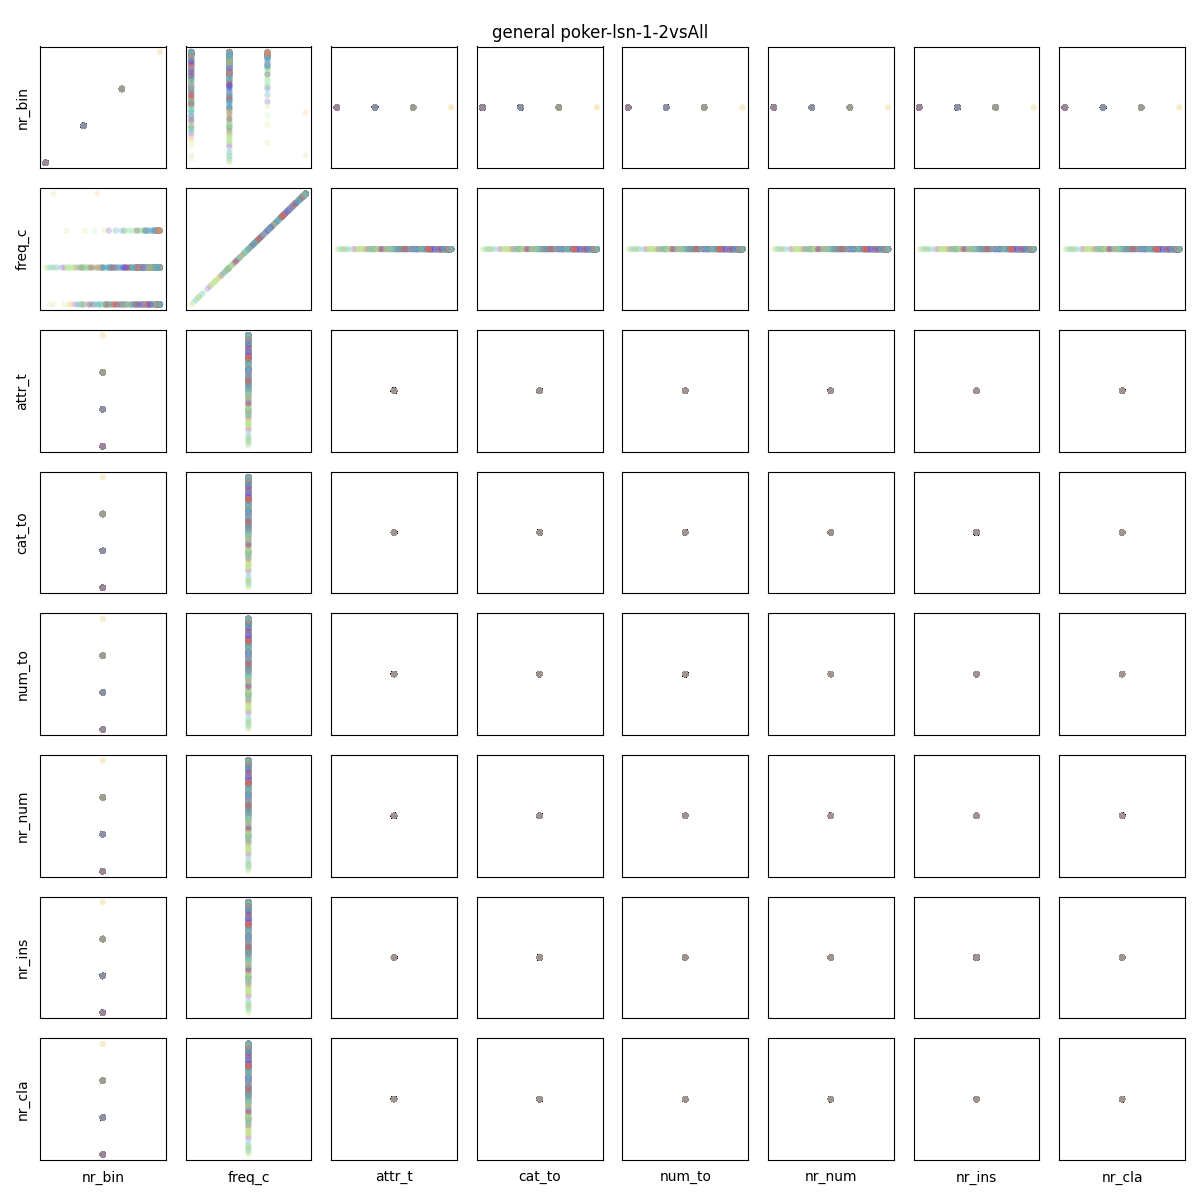 general poker-lsn-1-2vsAll
nr_bin
freq_c
attr_t
cat_to
num_to
nr_num
nr_ins
nr_cla
nr_bin freq_c attr_t cat_to num_to nr_num nr_ins nr_cla